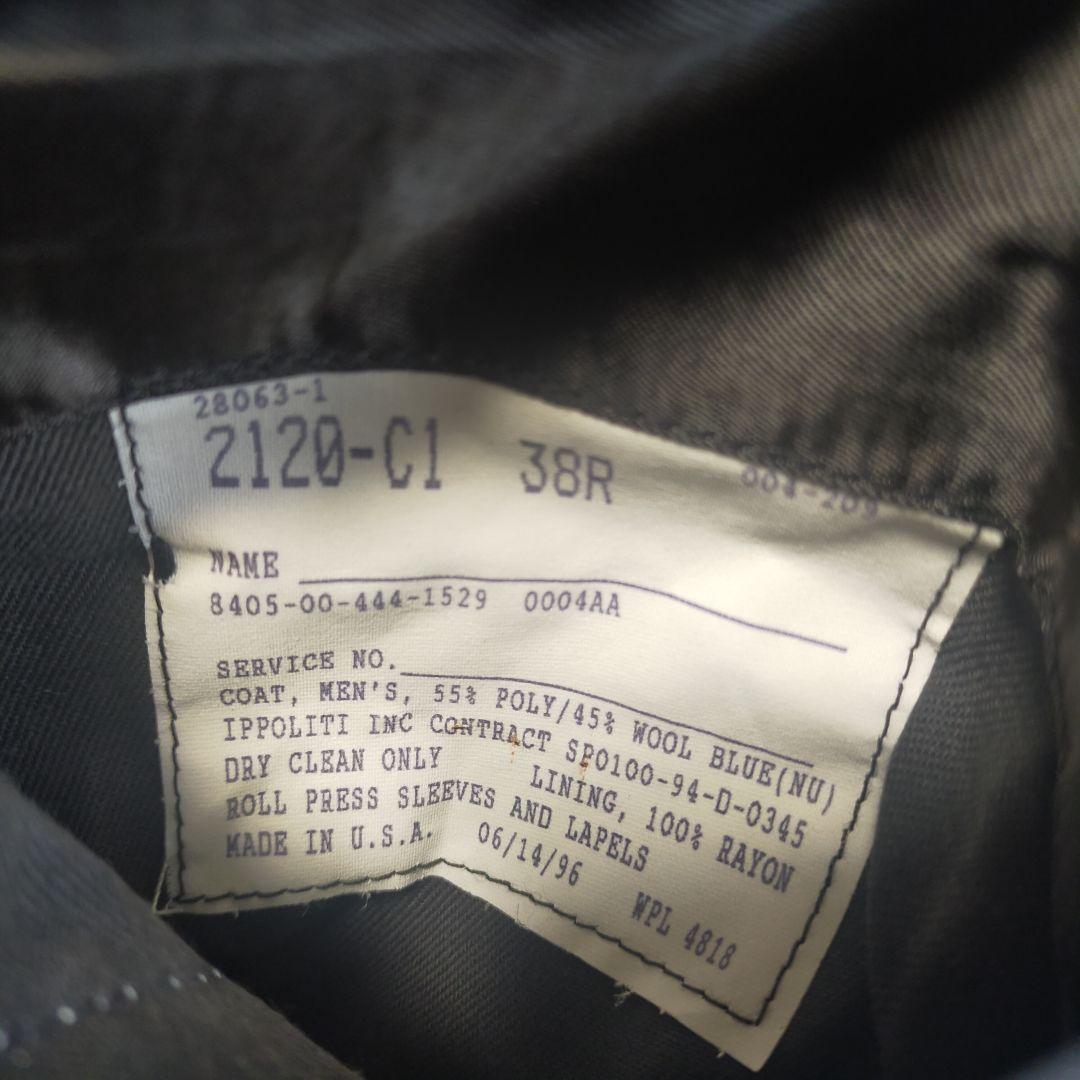 28063-1
2120-C1 38R 004-209
NAME
8405-00-444-1529 0004AA
SERVICE NO.
COAT, MEN'S, 55% POLY/45% WOOL BLUE(NU)
IPPOLITI INC CONTRACT SP0100-94-D-0345
DRY CLEAN ONLY LINING, 100% RAYON
ROLL PRESS SLEEVES AND LAPELS
MADE IN U.S.A. 06/14/96 WPL 4818